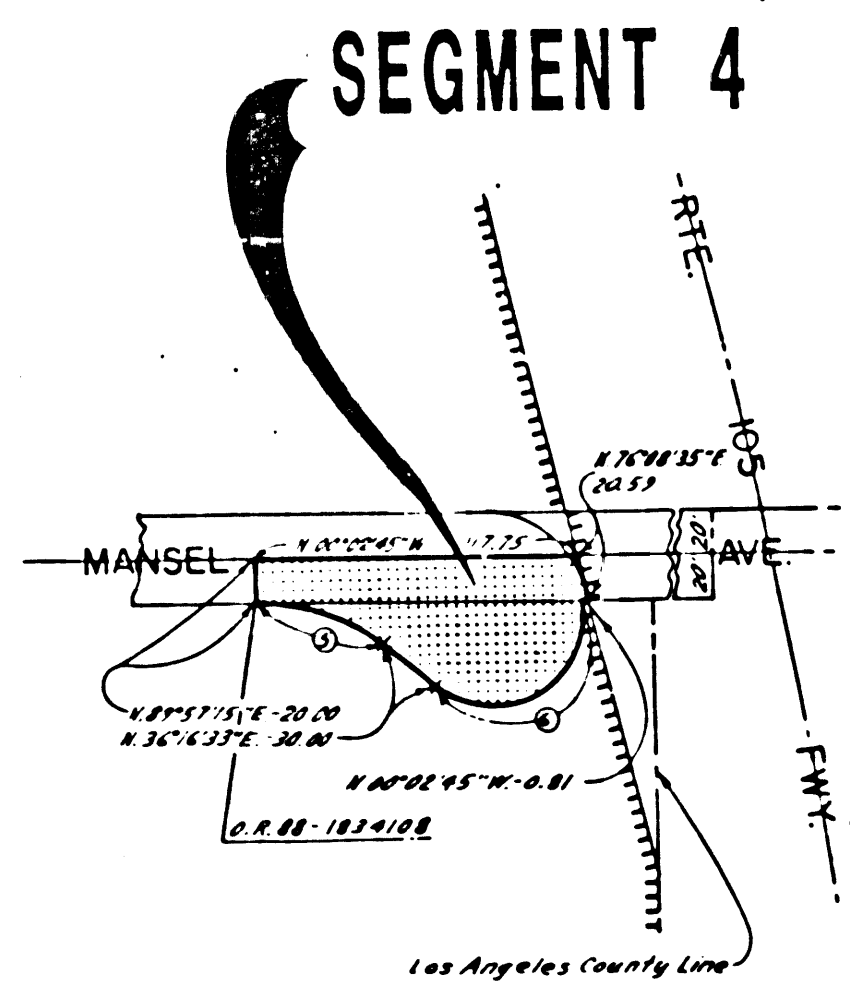 SEGMENT 4
RTE. 105 FWY.
N. 76°08'35"E.
20.59
MANSEL AVE.
N 00°02'45"W
20' 20'
5
6
N. 89°57'15"E - 20.00
N. 36°16'33"E. - 30.00
N 00°02'45"W. - 0.81
O.R. 88 - 1834108
Los Angeles County Line